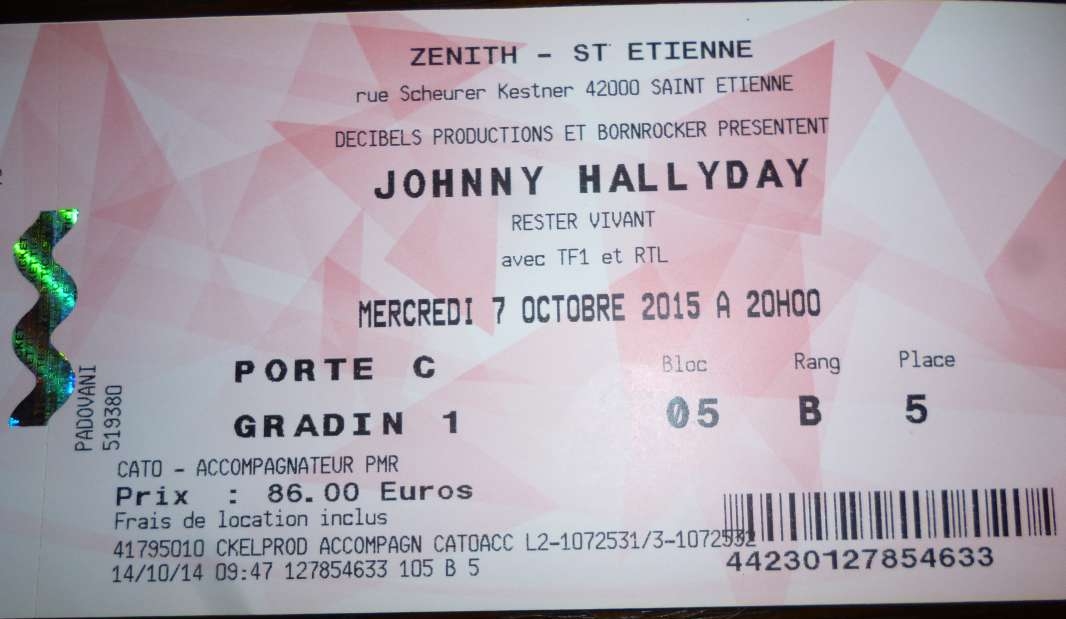 ZENITH - ST ETIENNE
rue Scheurer Kestner 42000 SAINT ETIENNE
DECIBELS PRODUCTIONS ET BORNROCKER PRESENTENT
JOHNNY HALLYDAY
RESTER VIVANT
avec TF1 et RTL
MERCREDI 7 OCTOBRE 2015 A 20H00
PORTE C
GRADIN 1
Bloc Rang Place
05 B 5
PADOVANI
519380
CATO - ACCOMPAGNATEUR PMR
Prix : 86.00 Euros
Frais de location inclus
41795010 CKELPROD ACCOMPAGN CATOACC L2-1072531/3-1072532
14/10/14 09:47 127854633 105 B 5
44230127854633